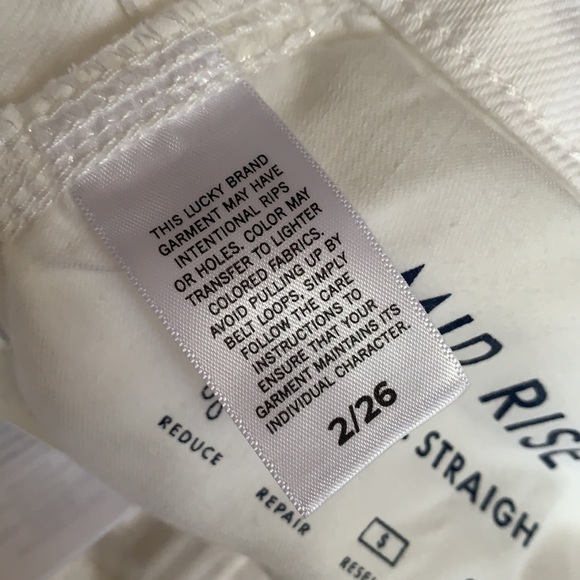 THIS LUCKY BRAND
GARMENT MAY HAVE
INTENTIONAL RIPS
OR HOLES. COLOR MAY
TRANSFER TO LIGHTER
COLORED FABRICS.
AVOID PULLING UP BY
BELT LOOPS, SIMPLY
FOLLOW THE CARE
INSTRUCTIONS TO
ENSURE THAT YOUR
GARMENT MAINTAINS ITS
INDIVIDUAL CHARACTER.
2/26
MID RISE
STRAIGH
REDUCE
REPAIR
$
RESE